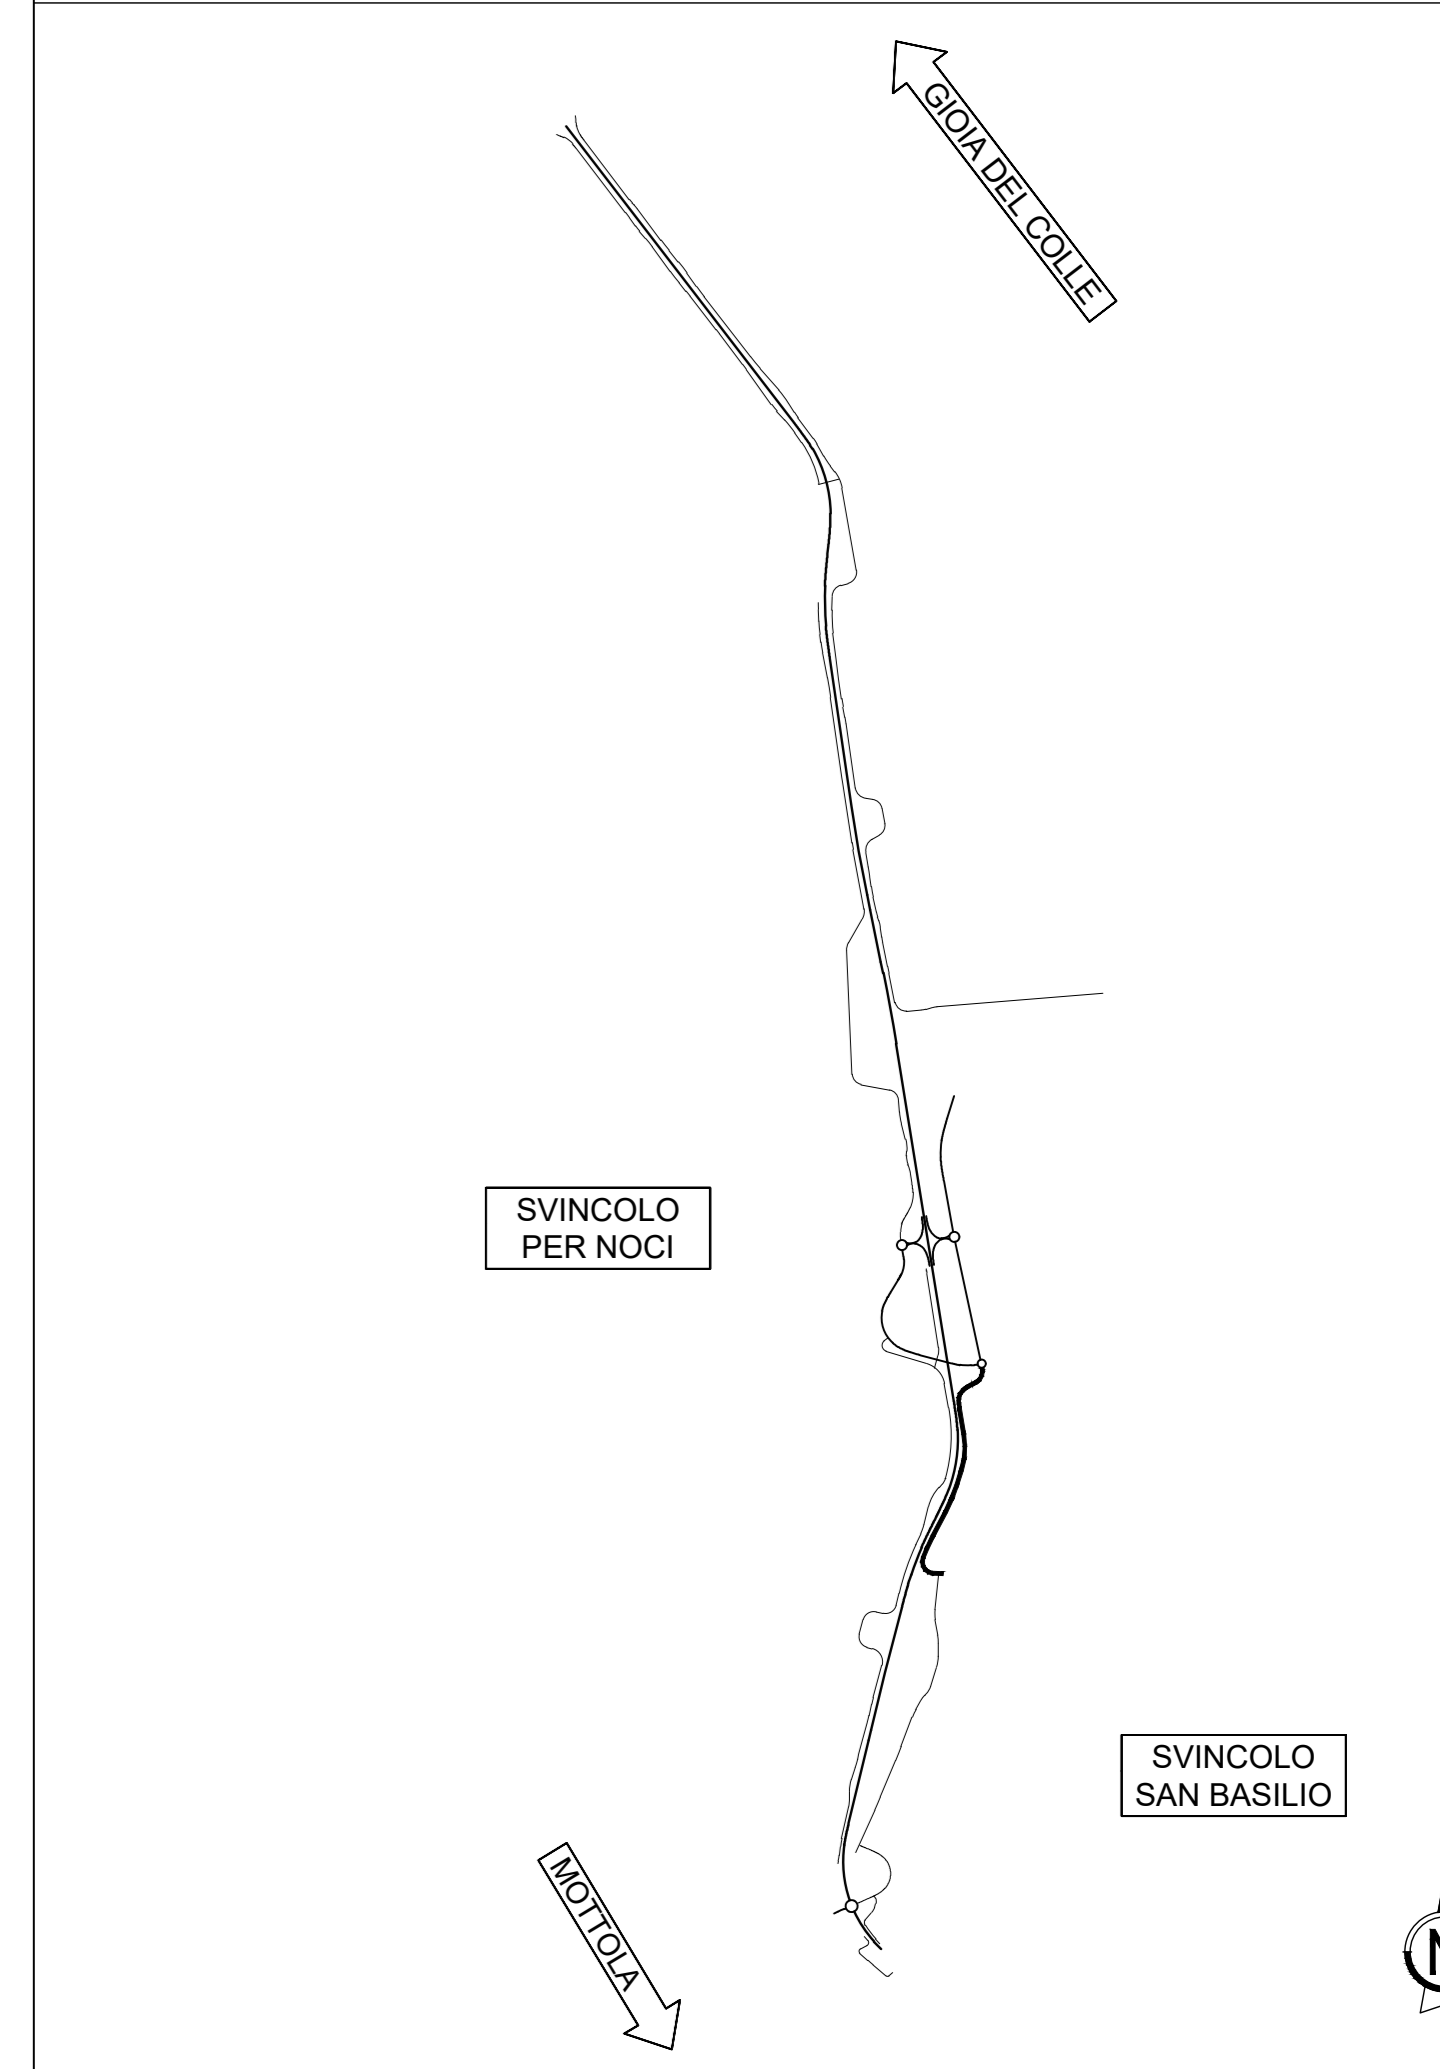 GIOIA DEL COLLE
SVINCOLO
PER NOCI
SVINCOLO
SAN BASILIO
MOTTOLA
N